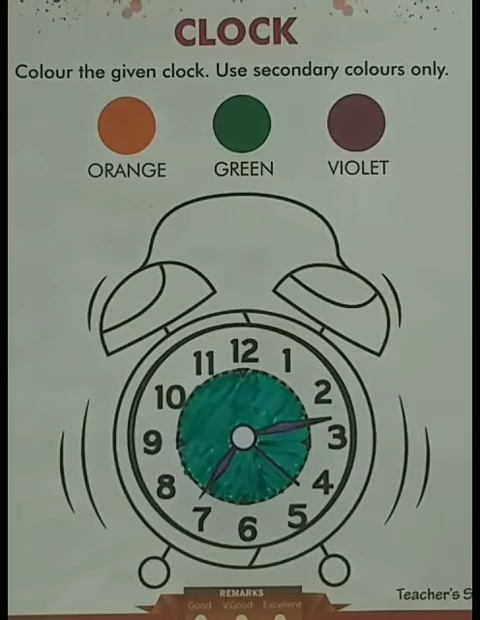 CLOCK
Colour the given clock. Use secondary colours only.
ORANGE GREEN VIOLET
12
11 1
10 2
9 3
8 4
7 5
6
REMARKS
Good V.Good Excellent
Teacher's S